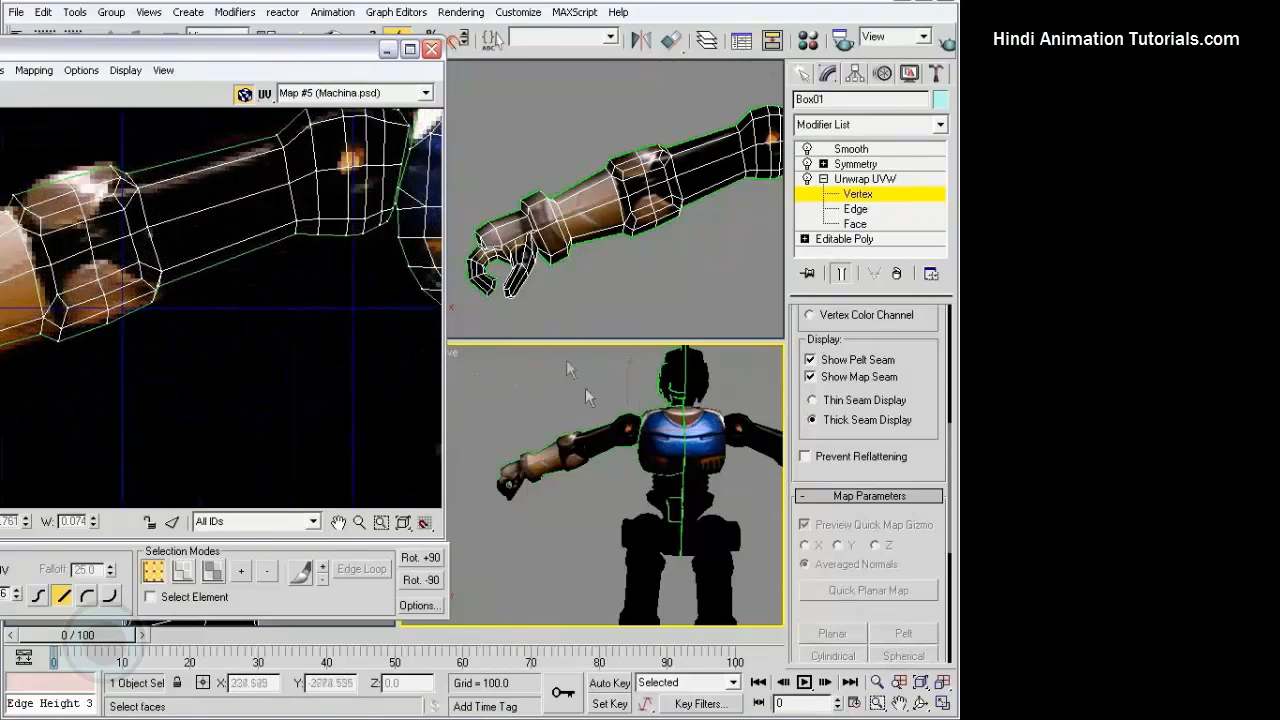 File Edit Tools Group Views Create Modifiers reactor Animation Graph Editors Rendering Customize MAXScript Help
Hindi Animation Tutorials.com
View
Mapping Options Display View
UV Map #5 (Machina.psd)
Box01
Modifier List
Smooth
Symmetry
Unwrap UVW
Vertex
Edge
Face
Editable Poly
Vertex Color Channel
Display:
Show Pelt Seam
Show Map Seam
Thin Seam Display
Thick Seam Display
Prevent Reflattening
- Map Parameters
Preview Quick Map Gizmo
X Y Z
Averaged Normals
Quick Planar Map
Planar Pelt
Cylindrical Spherical
.761 W: 0.074 All IDs
Selection Modes
Falloff: 25.0
+ - Edge Loop
Select Element
Rot. +90
Rot. -90
Options...
0 / 100
0 10 20 30 40 50 60 70 80 90 100
1 Object Sel X: Y: Z: 0.0 Grid = 100.0 Auto Key Selected
Edge Height 3 Select faces Add Time Tag Set Key Key Filters... 0